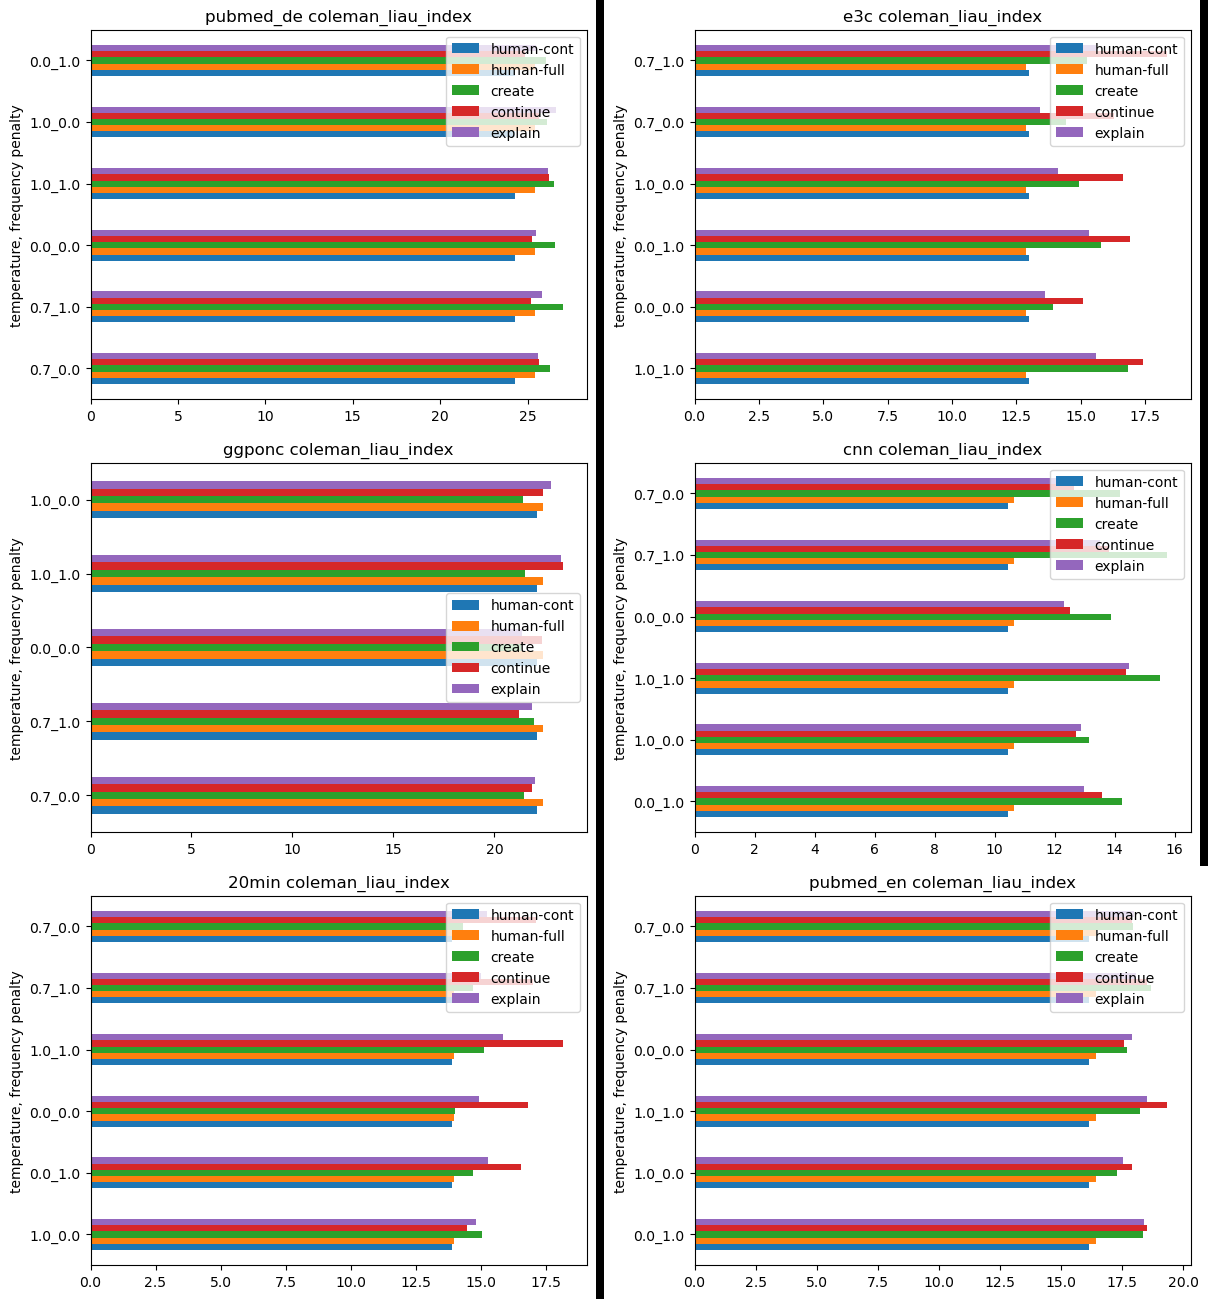 pubmed_de coleman_liau_index
temperature, frequency penalty
0.0_1.0
1.0_0.0
1.0_1.0
0.0_0.0
0.7_1.0
0.7_0.0
human-cont
human-full
create
continue
explain
0 5 10 15 20 25
e3c coleman_liau_index
temperature, frequency penalty
0.7_1.0
0.7_0.0
1.0_0.0
0.0_1.0
0.0_0.0
1.0_1.0
human-cont
human-full
create
continue
explain
0.0 2.5 5.0 7.5 10.0 12.5 15.0 17.5
ggponc coleman_liau_index
temperature, frequency penalty
1.0_0.0
1.0_1.0
0.0_0.0
0.7_1.0
0.7_0.0
human-cont
human-full
create
continue
explain
0 5 10 15 20
cnn coleman_liau_index
temperature, frequency penalty
0.7_0.0
0.7_1.0
0.0_0.0
1.0_1.0
1.0_0.0
0.0_1.0
human-cont
human-full
create
continue
explain
0 2 4 6 8 10 12 14 16
20min coleman_liau_index
temperature, frequency penalty
0.7_0.0
0.7_1.0
1.0_1.0
0.0_0.0
0.0_1.0
1.0_0.0
human-cont
human-full
create
continue
explain
0.0 2.5 5.0 7.5 10.0 12.5 15.0 17.5
pubmed_en coleman_liau_index
temperature, frequency penalty
0.7_0.0
0.7_1.0
0.0_0.0
1.0_1.0
1.0_0.0
0.0_1.0
human-cont
human-full
create
continue
explain
0.0 2.5 5.0 7.5 10.0 12.5 15.0 17.5 20.0